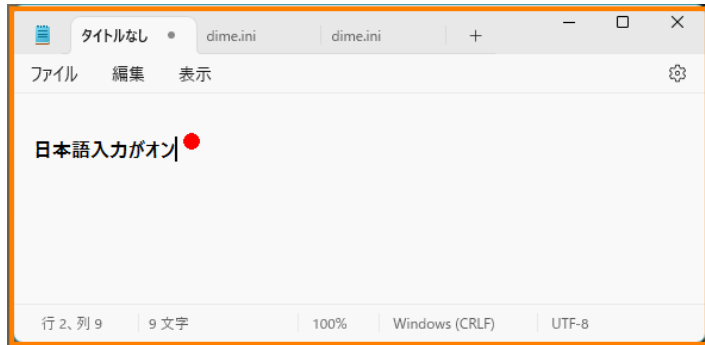 タイトルなし dime.ini dime.ini
ファイル 編集 表示
日本語入力がオン
行 2、列 9 9 文字 100% Windows (CRLF) UTF-8